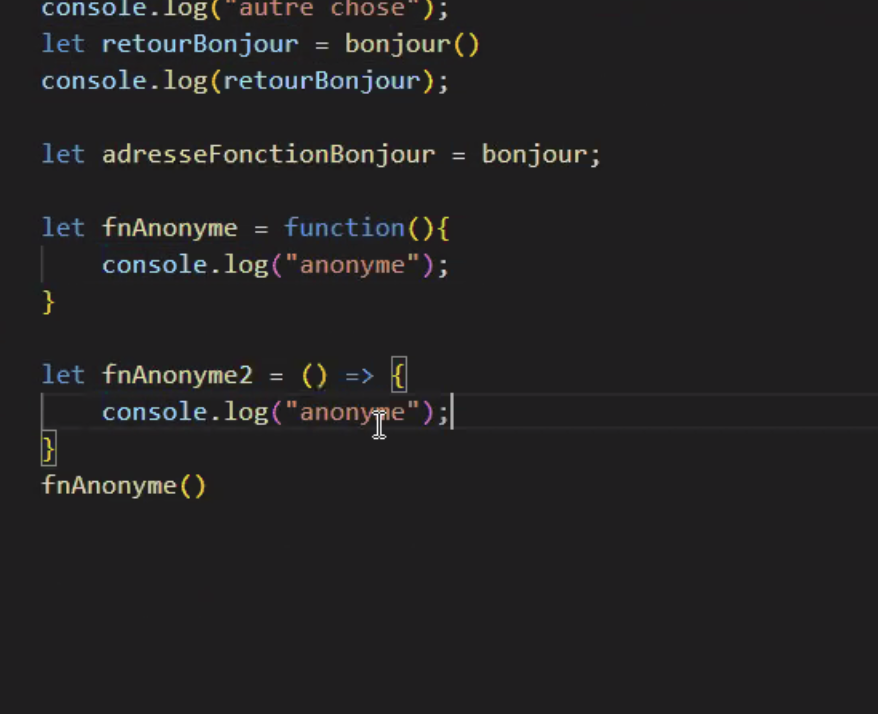 console.log("autre chose");
let retourBonjour = bonjour()
console.log(retourBonjour);
let adresseFonctionBonjour = bonjour;
let fnAnonyme = function(){
console.log("anonyme");
}
let fnAnonyme2 = () => {
console.log("anonyme");
}
fnAnonyme()